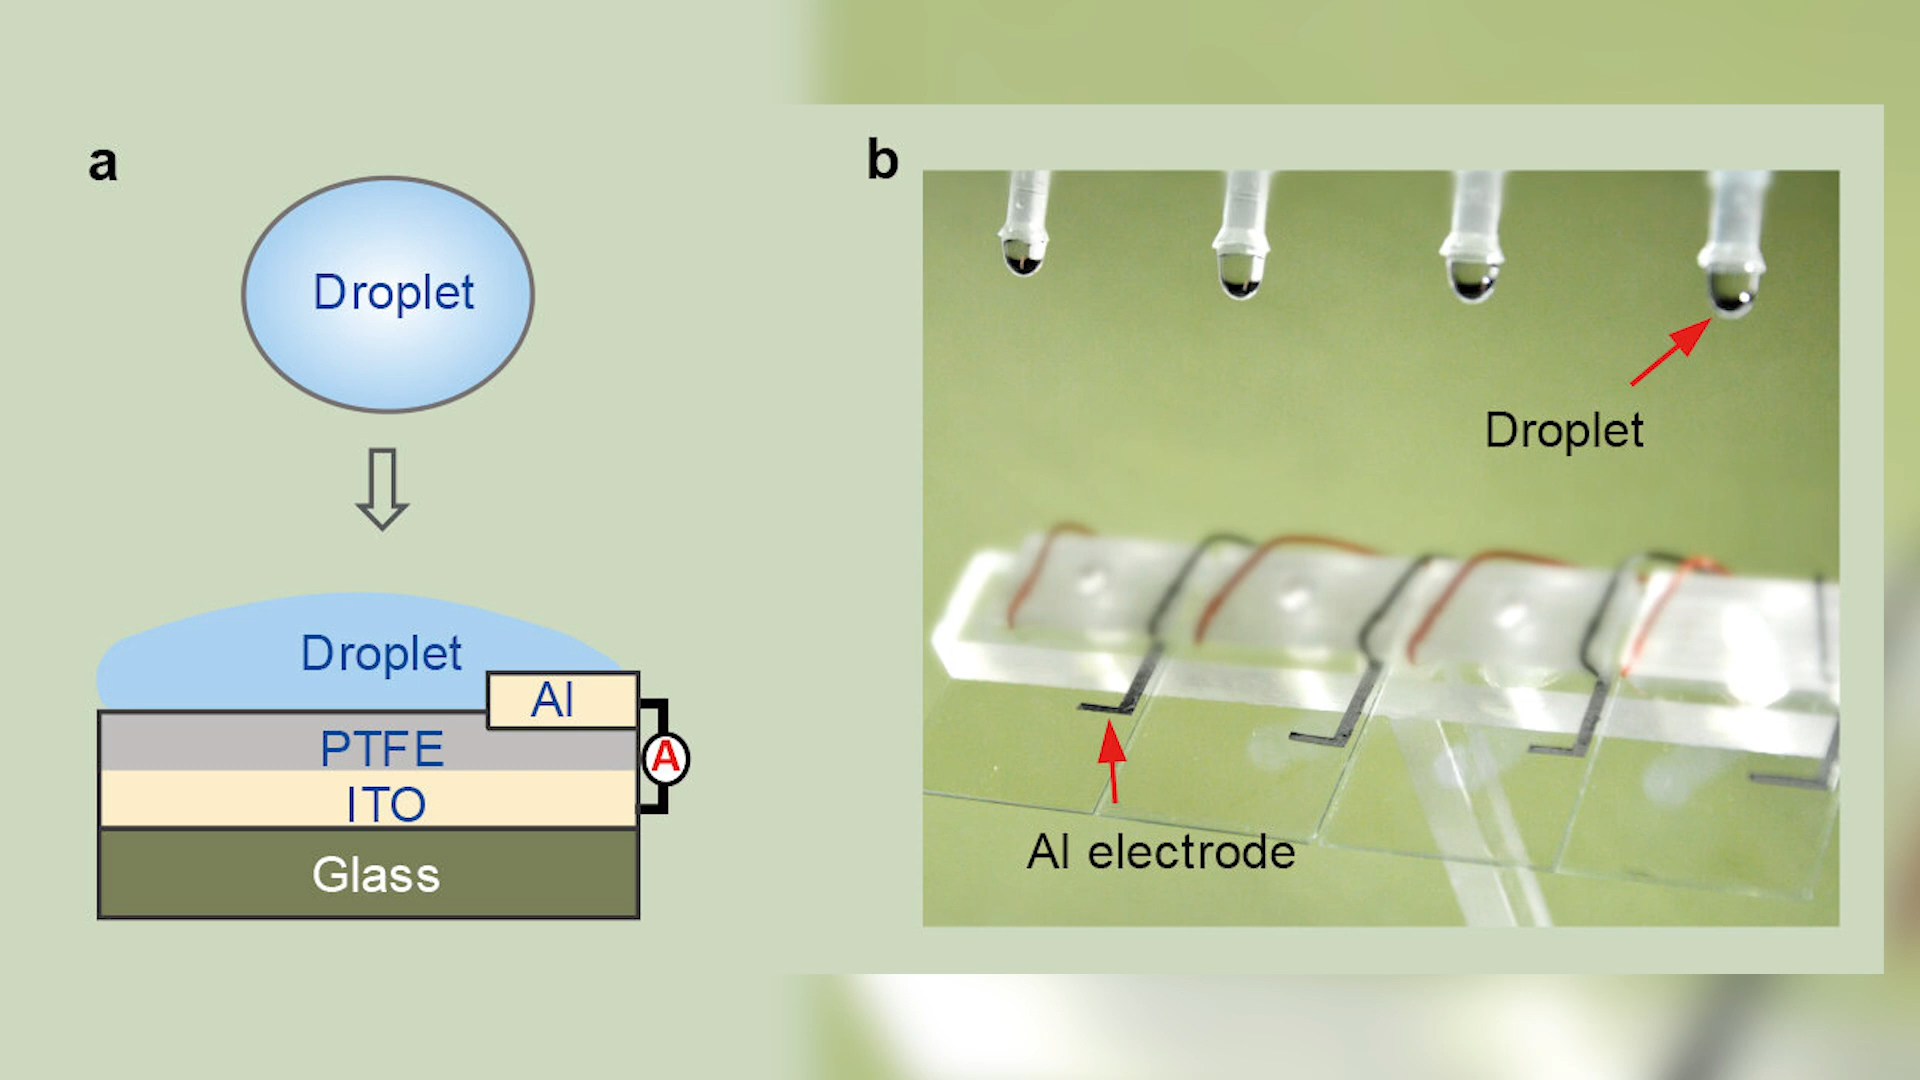 a
Droplet
Droplet
Al
PTFE
A
ITO
Glass
b
Droplet
Al electrode